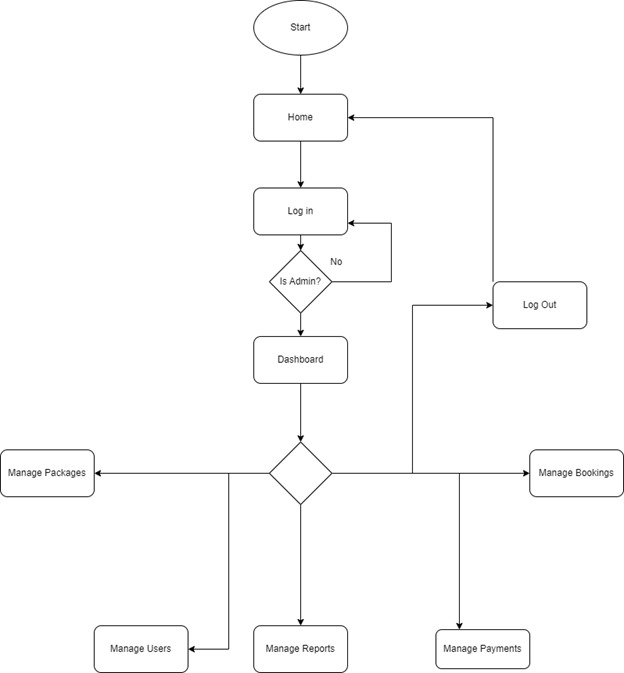 Start
Home
Log in
No
Is Admin?
Log Out
Dashboard
Manage Packages
Manage Bookings
Manage Users
Manage Reports
Manage Payments